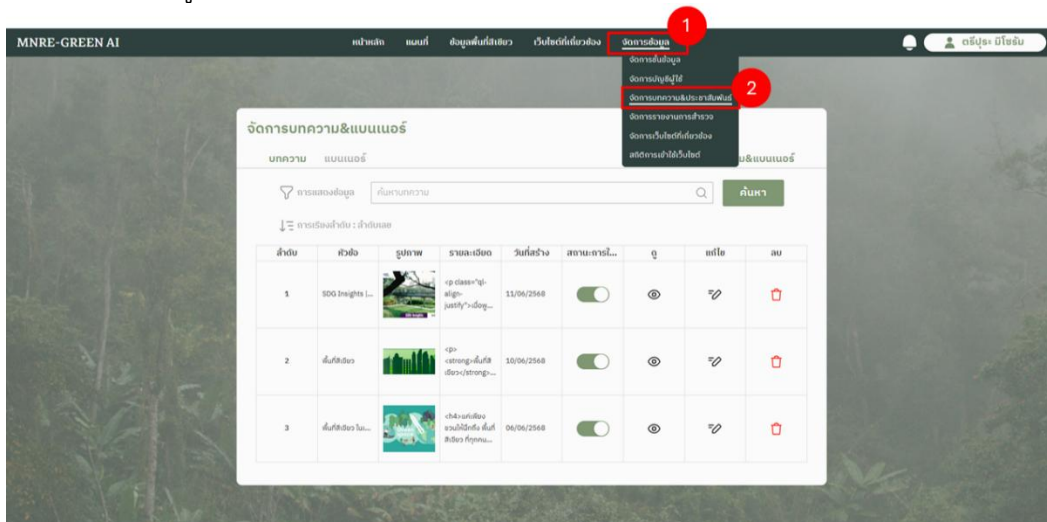 1
MNRE-GREEN AI หน้าหลัก แผนที่ ข้อมูลพื้นที่สีเขียว เว็บไซต์ที่เกี่ยวข้อง จัดการข้อมูล ตรีปุระ มิโซรัม
จัดการชั้นข้อมูล
จัดการบัญชีผู้ใช้
2
จัดการบทความ&ประชาสัมพันธ์
จัดการรายงานการสำรวจ
จัดการเว็บไซต์ที่เกี่ยวข้อง
สถิติการเข้าใช้เว็บไซต์
จัดการบทความ&แบนเนอร์
บทความ แบนเนอร์ ม&แบนเนอร์
การแสดงข้อมูล ค้นหาบทความ ค้นหา
การเรียงลำดับ : ลำดับเลข
ลำดับ หัวข้อ รูปภาพ รายละเอียด วันที่สร้าง สถานะการใ... ดู แก้ไข ลบ
1 SDG Insights |... <p class="ql-align-justify">เมื่อพู... 11/06/2568
2 พื้นที่สีเขียว <p><strong>พื้นที่สีเขียว</strong>... 10/06/2568
3 พื้นที่สีเขียว ใน... <h4>แค่เพียงชวนให้นึกถึง พื้นที่สีเขียว ที่ทุกคน... 06/06/2568